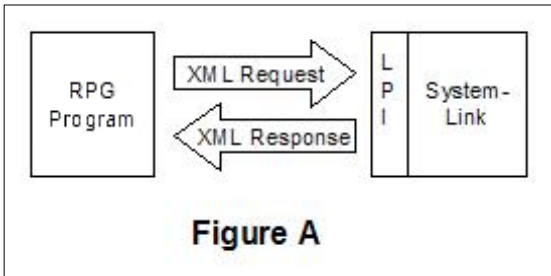 RPG
Program
XML Request
XML Response
L
P
I
System-
Link
Figure A